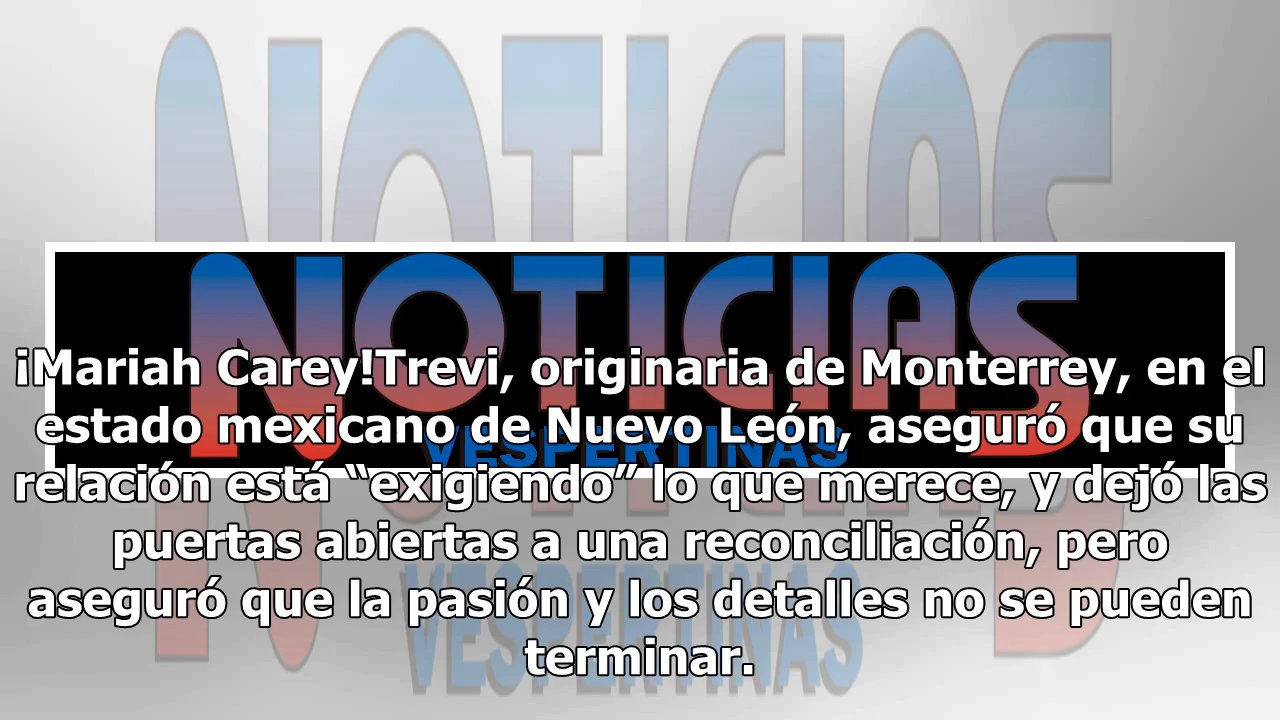 NOTICIAS
NOTICIAS
¡Mariah Carey!Trevi, originaria de Monterrey, en el
estado mexicano de Nuevo León, aseguró que su
VESPERTINAS
relación está “exigiendo” lo que merece, y dejó las
puertas abiertas a una reconciliación, pero
aseguró que la pasión y los detalles no se pueden
terminar.
VESPERTINAS